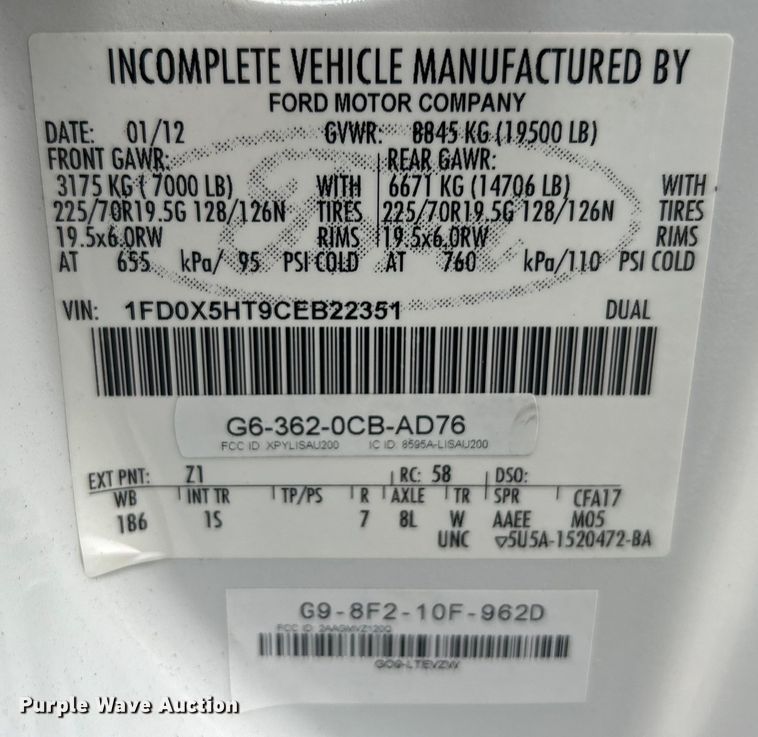 INCOMPLETE VEHICLE MANUFACTURED BY
FORD MOTOR COMPANY
DATE: 01/12 GVWR: 8845 KG (19500 LB)
FRONT GAWR: REAR GAWR:
3175 KG ( 7000 LB) WITH 6671 KG (14706 LB) WITH
225/70R19.5G 128/126N TIRES 225/70R19.5G 128/126N TIRES
19.5x6.0RW RIMS 19.5x6.0RW RIMS
AT 655 kPa/ 95 PSI COLD AT 760 kPa/110 PSI COLD
VIN: 1FD0X5HT9CEB22351 DUAL
G6-362-0CB-AD76
FCC ID: XPYLISAU200 IC ID: 8595A-LISAU200
EXT PNT: Z1 RC: 58 DSO:
WB INT TR TP/PS R AXLE TR SPR CFA17
186 1S 7 8L W AAEE M05
UNC ▽5U5A-1520472-BA
G9-8F2-10F-962D
FCC ID: 2AAGMVZ120Q
GO9-LTEVZW
Purple Wave Auction